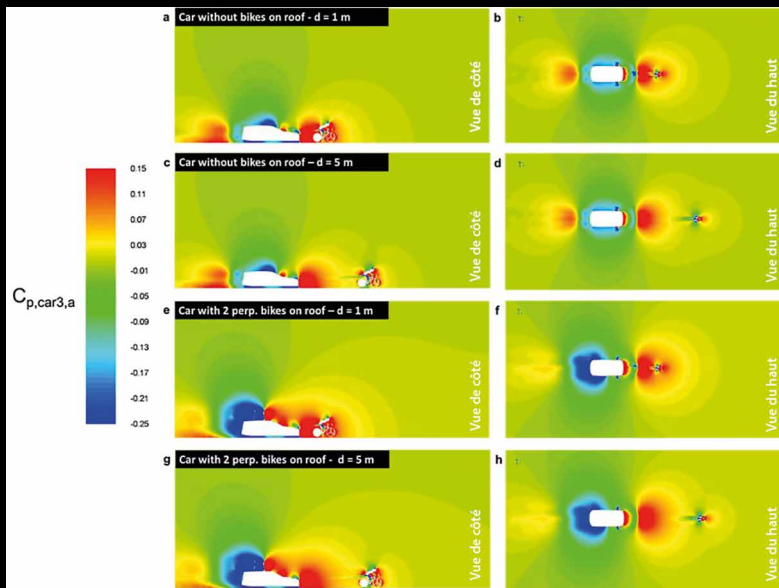 a Car without bikes on roof - d = 1 m
Vue de côté
b
Vue du haut
c Car without bikes on roof – d = 5 m
Vue de côté
d
Vue du haut
e Car with 2 perp. bikes on roof – d = 1 m
Vue de côté
f
Vue du haut
g Car with 2 perp. bikes on roof - d = 5 m
Vue de côté
h
Vue du haut
0.15
0.11
0.07
0.03
-0.01
-0.05
-0.09
-0.13
-0.17
-0.21
-0.25
Cp,car3,a